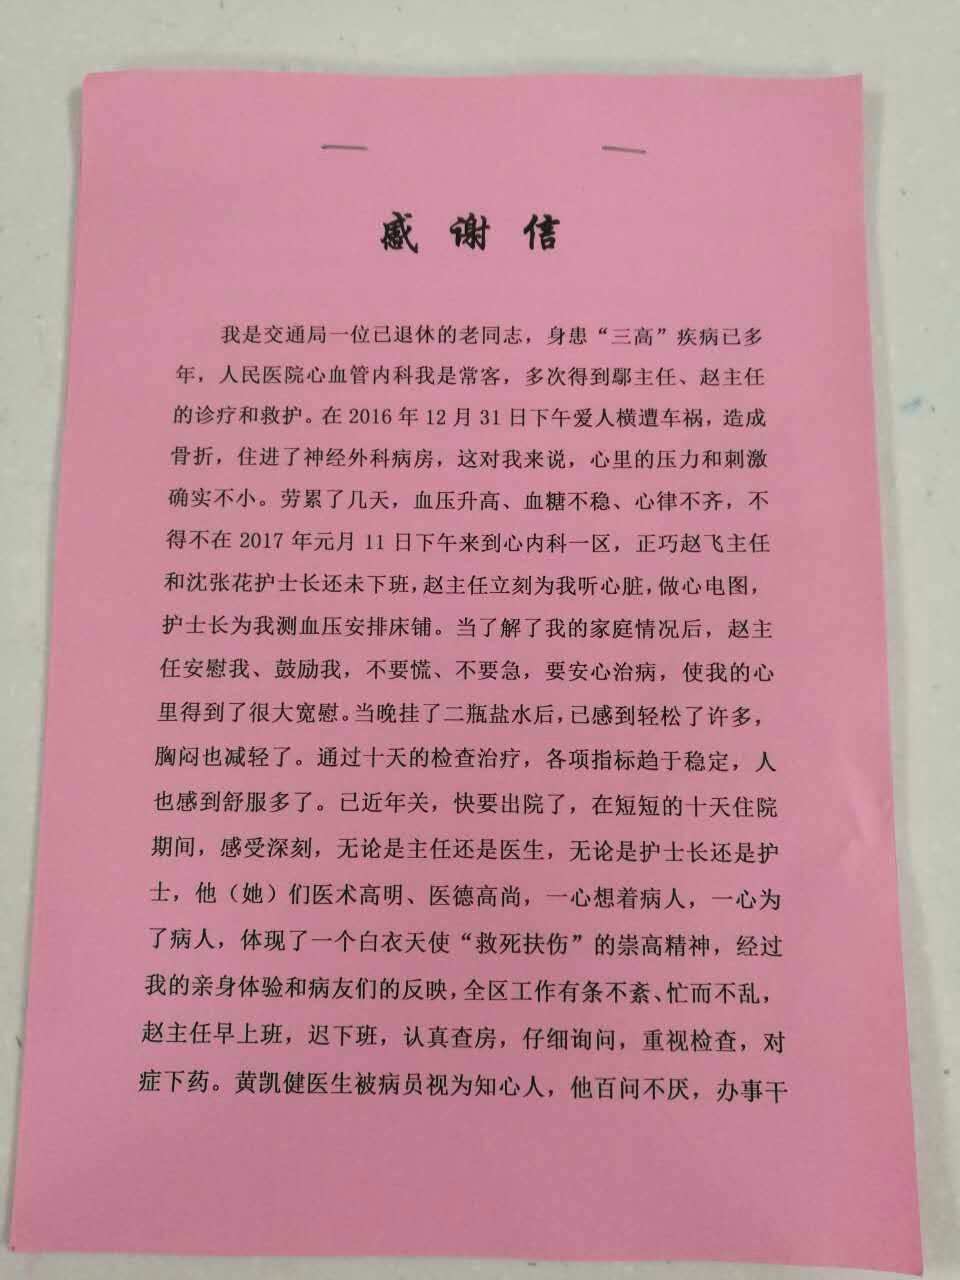 感谢信
我是交通局一位已退休的老同志，身患“三高”疾病已多
年，人民医院心血管内科我是常客，多次得到鄢主任、赵主任
的诊疗和救护。在 2016 年 12 月 31 日下午爱人横遭车祸，造成
骨折，住进了神经外科病房，这对我来说，心里的压力和刺激
确实不小。劳累了几天，血压升高、血糖不稳、心律不齐，不
得不在 2017 年元月 11 日下午来到心内科一区，正巧赵飞主任
和沈张花护士长还未下班，赵主任立刻为我听心脏，做心电图，
护士长为我测血压安排床铺。当了解了我的家庭情况后，赵主
任安慰我、鼓励我，不要慌、不要急，要安心治病，使我的心
里得到了很大宽慰。当晚挂了二瓶盐水后，已感到轻松了许多，
胸闷也减轻了。通过十天的检查治疗，各项指标趋于稳定，人
也感到舒服多了。已近年关，快要出院了，在短短的十天住院
期间，感受深刻，无论是主任还是医生，无论是护士长还是护
士，他（她）们医术高明、医德高尚，一心想着病人，一心为
了病人，体现了一个白衣天使“救死扶伤”的崇高精神，经过
我的亲身体验和病友们的反映，全区工作有条不紊、忙而不乱，
赵主任早上班，迟下班，认真查房，仔细询问，重视检查，对
症下药。黄凯健医生被病员视为知心人，他百问不厌，办事干